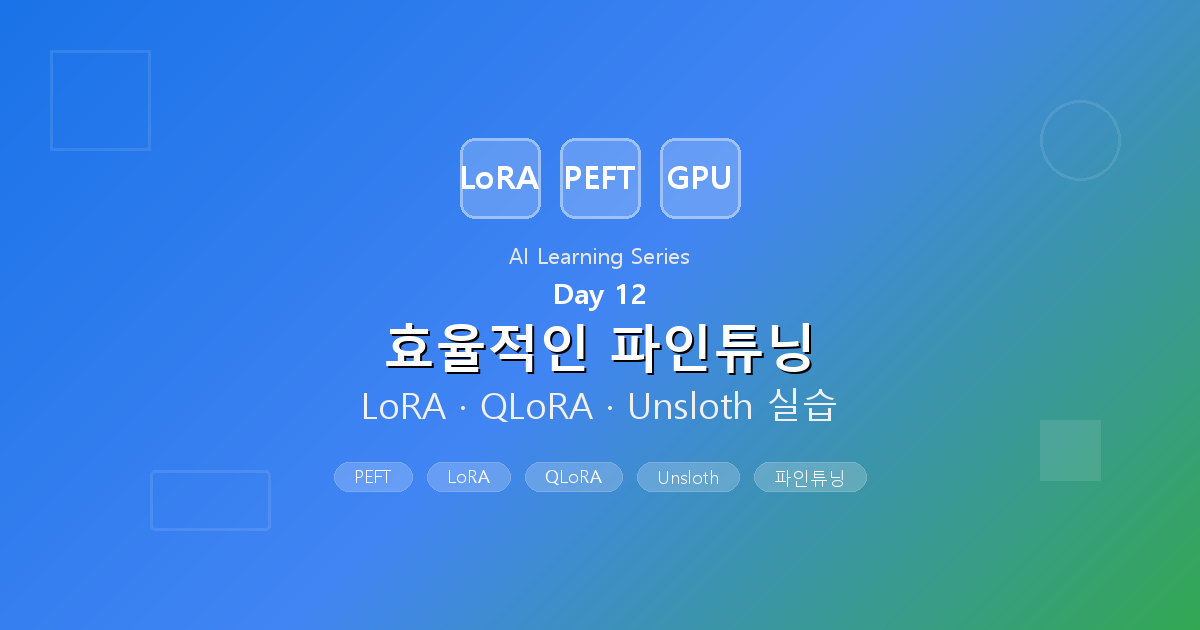 LoRA PEFT GPU
AI Learning Series
Day 12
효율적인 파인튜닝
LoRA · QLoRA · Unsloth 실습
PEFT LoRA QLoRA Unsloth 파인튜닝